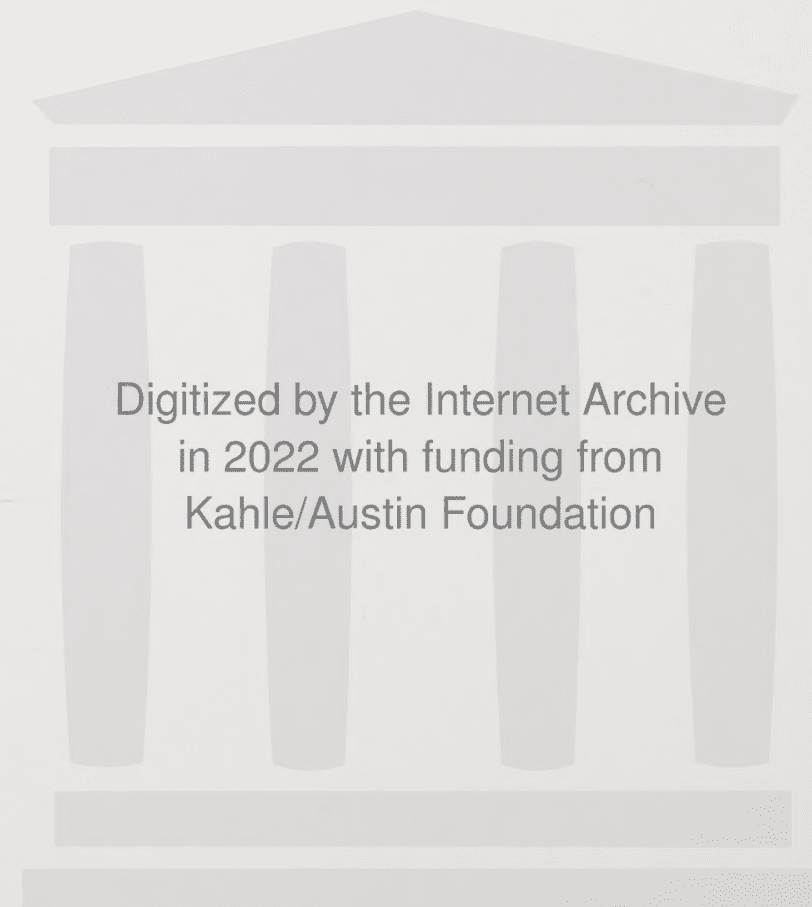 Digitized by the Internet Archive
in 2022 with funding from
Kahle/Austin Foundation